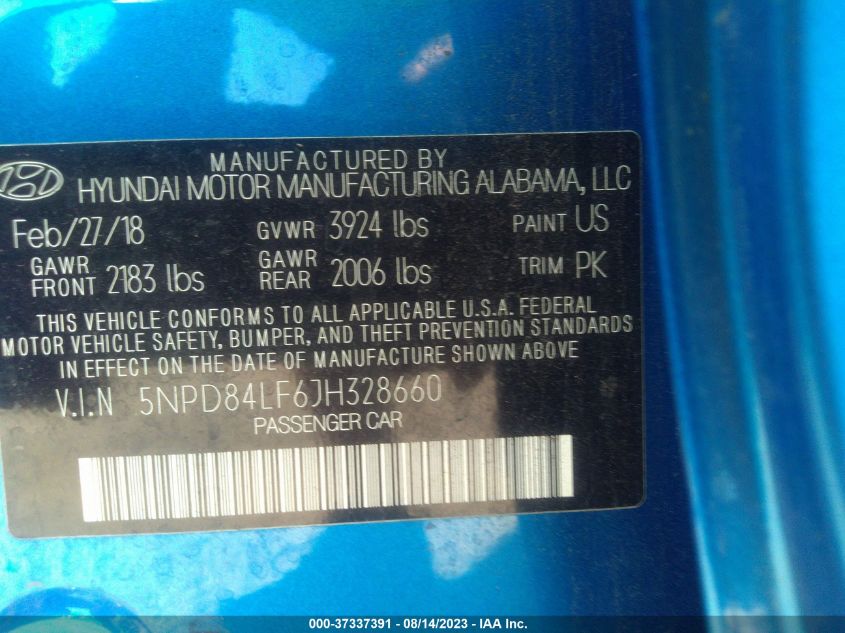 MANUFACTURED BY
HYUNDAI MOTOR MANUFACTURING ALABAMA, LLC
Feb/27/18 GVWR 3924 lbs PAINT US
GAWR FRONT 2183 lbs GAWR REAR 2006 lbs TRIM PK
THIS VEHICLE CONFORMS TO ALL APPLICABLE U.S.A. FEDERAL
MOTOR VEHICLE SAFETY, BUMPER, AND THEFT PREVENTION STANDARDS
IN EFFECT ON THE DATE OF MANUFACTURE SHOWN ABOVE
V.I.N 5NPD84LF6JH328660
PASSENGER CAR
000-37337391 - 08/14/2023 - IAA Inc.